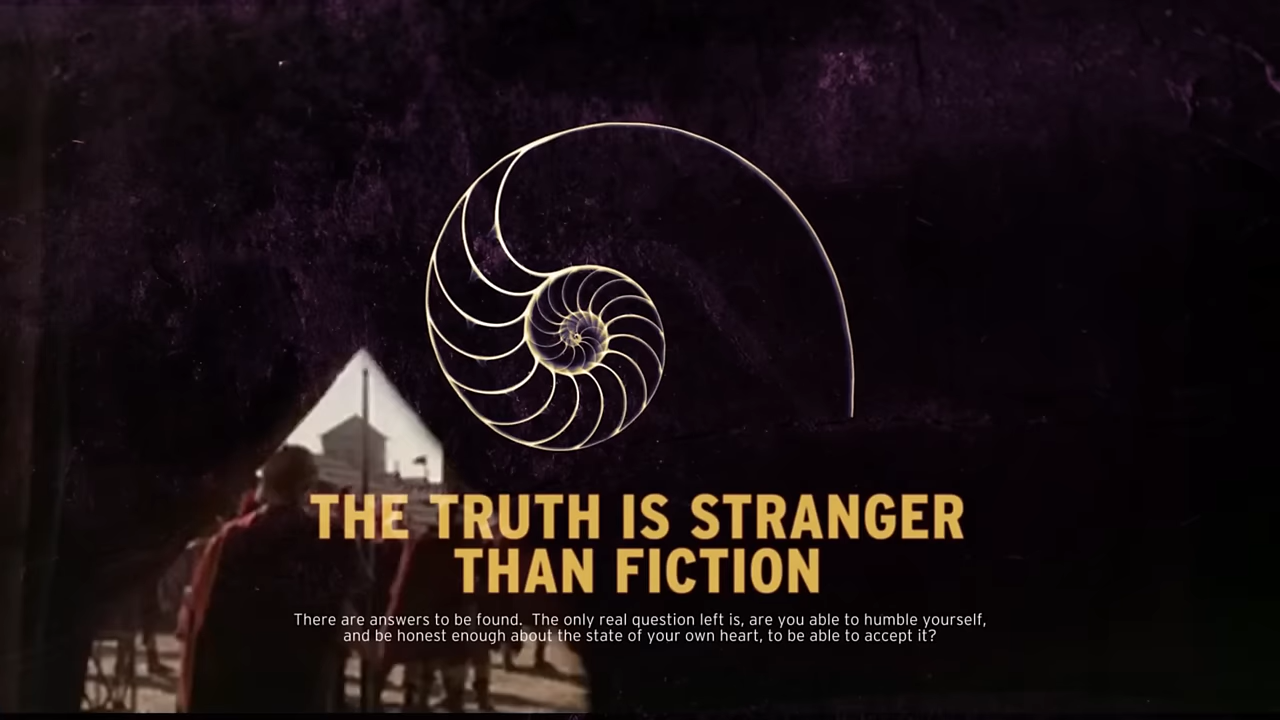 THE TRUTH IS STRANGER
THAN FICTION
There are answers to be found.  The only real question left is, are you able to humble yourself,
and be honest enough about the state of your own heart, to be able to accept it?